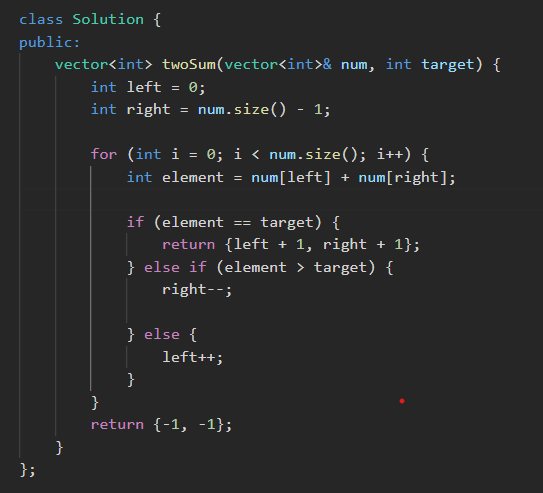 class Solution {
public:
    vector<int> twoSum(vector<int>& num, int target) {
        int left = 0;
        int right = num.size() - 1;

        for (int i = 0; i < num.size(); i++) {
            int element = num[left] + num[right];

            if (element == target) {
                return {left + 1, right + 1};
            } else if (element > target) {
                right--;

            } else {
                left++;
            }
        }
        return {-1, -1};
    }
};